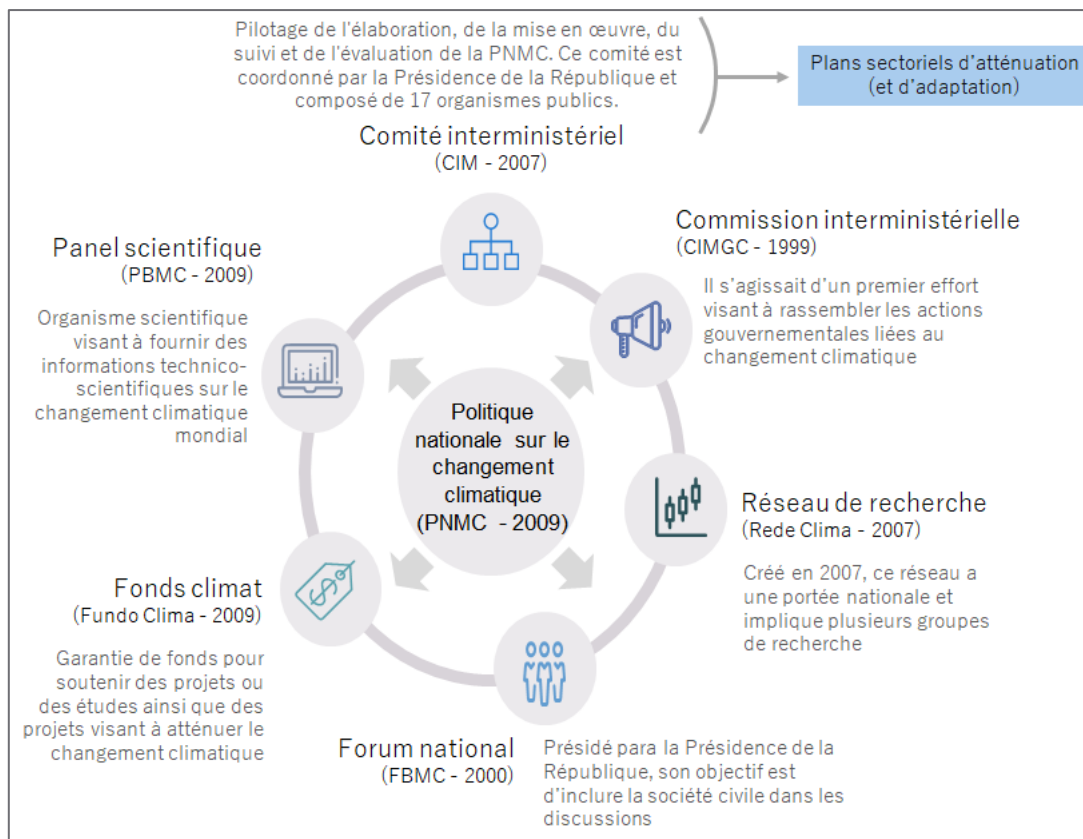 Pilotage de l'élaboration, de la mise en œuvre, du
suivi et de l'évaluation de la PNMC. Ce comité est
coordonné par la Présidence de la République et
composé de 17 organismes publics.
Plans sectoriels d'atténuation
(et d'adaptation)
Comité interministériel
(CIM - 2007)
Commission interministérielle
(CIMGC - 1999)
Il s'agissait d'un premier effort
visant à rassembler les actions
gouvernementales liées au
changement climatique
Panel scientifique
(PBMC - 2009)
Organisme scientifique
visant à fournir des
informations technico-
scientifiques sur le
changement climatique
mondial
Politique
nationale sur le
changement
climatique
(PNMC - 2009)
Réseau de recherche
(Rede Clima - 2007)
Créé en 2007, ce réseau a
une portée nationale et
implique plusieurs groupes
de recherche
Fonds climat
(Fundo Clima - 2009)
Garantie de fonds pour
soutenir des projets ou
des études ainsi que des
projets visant à atténuer le
changement climatique
Forum national
(FBMC - 2000)
Présidé para la Présidence de la
République, son objectif est
d'inclure la société civile dans les
discussions